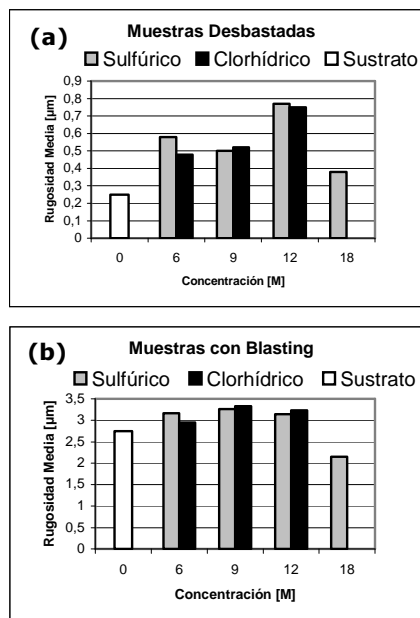 (a)
Muestras Desbastadas
Sulfúrico Clorhídrico Sustrato
Rugosidad Media [µm]
0,9
0,8
0,7
0,6
0,5
0,4
0,3
0,2
0,1
0
0 6 9 12 18
Concentración [M]
(b)
Muestras con Blasting
Sulfúrico Clorhídrico Sustrato
Rugosidad Media [µm]
3,5
3
2,5
2
1,5
1
0,5
0
0 6 9 12 18
Concentración [M]